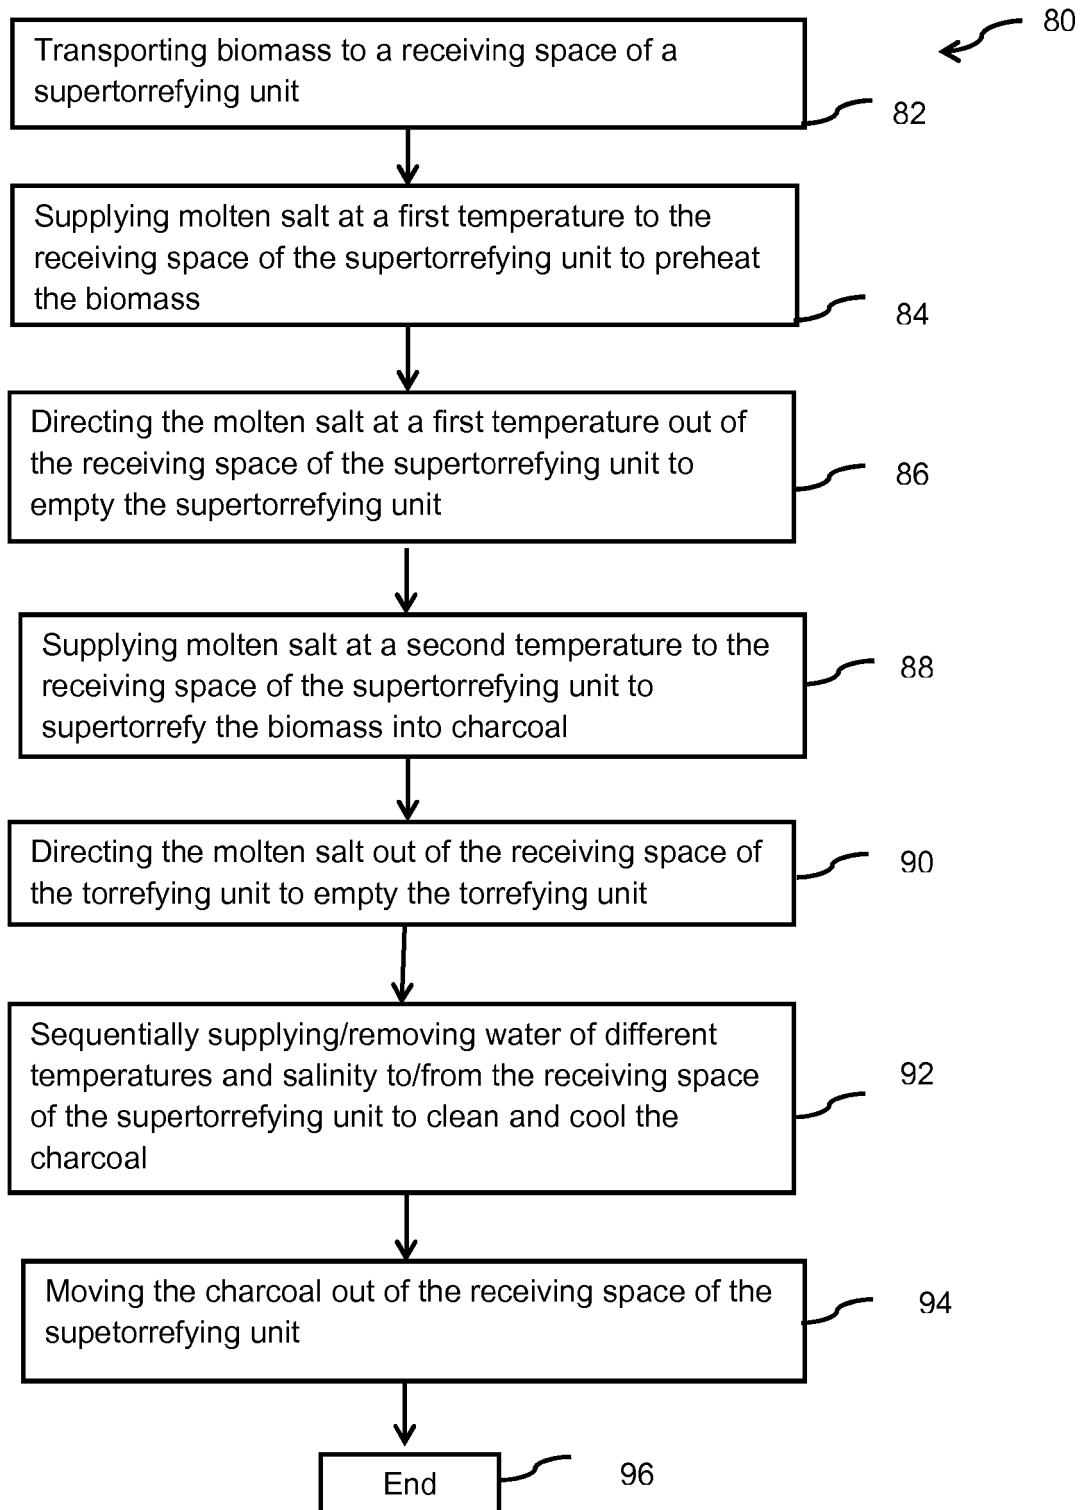 80
Transporting biomass to a receiving space of a
supertorrefying unit
82
Supplying molten salt at a first temperature to the
receiving space of the supertorrefying unit to preheat
the biomass
84
Directing the molten salt at a first temperature out of
the receiving space of the supertorrefying unit to
empty the supertorrefying unit
86
Supplying molten salt at a second temperature to the
receiving space of the supertorrefying unit to
supertorrefy the biomass into charcoal
88
Directing the molten salt out of the receiving space of
the torrefying unit to empty the torrefying unit
90
Sequentially supplying/removing water of different
temperatures and salinity to/from the receiving space
of the supertorrefying unit to clean and cool the
charcoal
92
Moving the charcoal out of the receiving space of the
supetorrefying unit
94
End
96